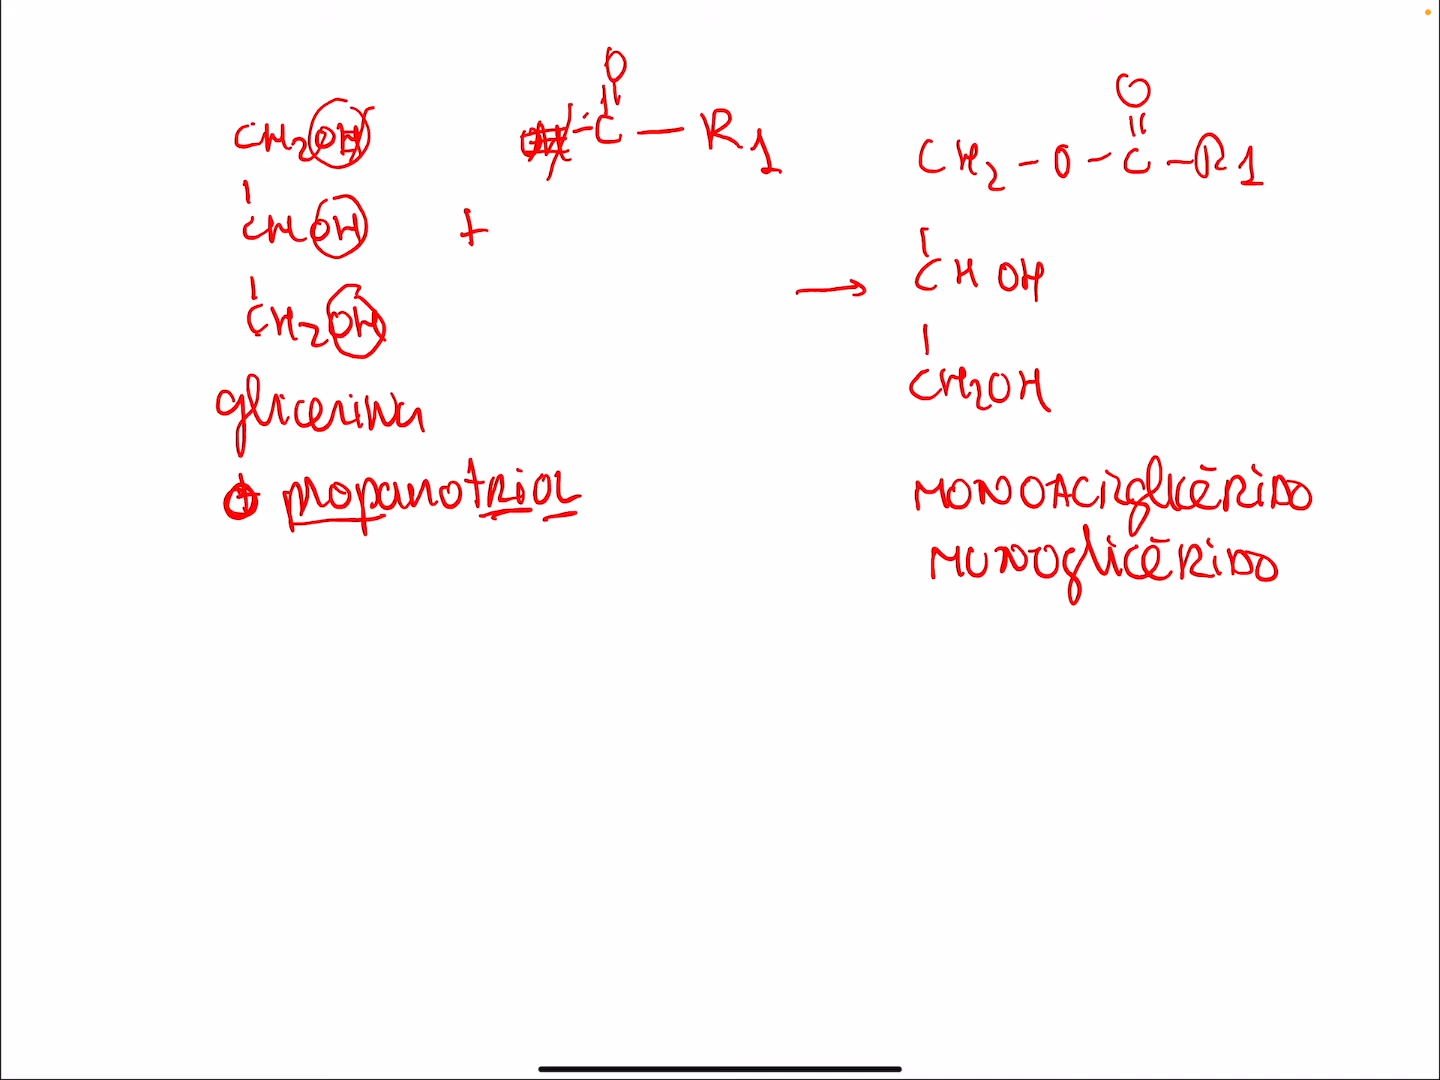 O O
CH2OH C — R1 CH2 - O - C - R1
CHOH + CHOH
CH2OH → CH2OH
glicerina
propanotriol MONOACilgliCÉRiDO
MONOgliCÉRiDO